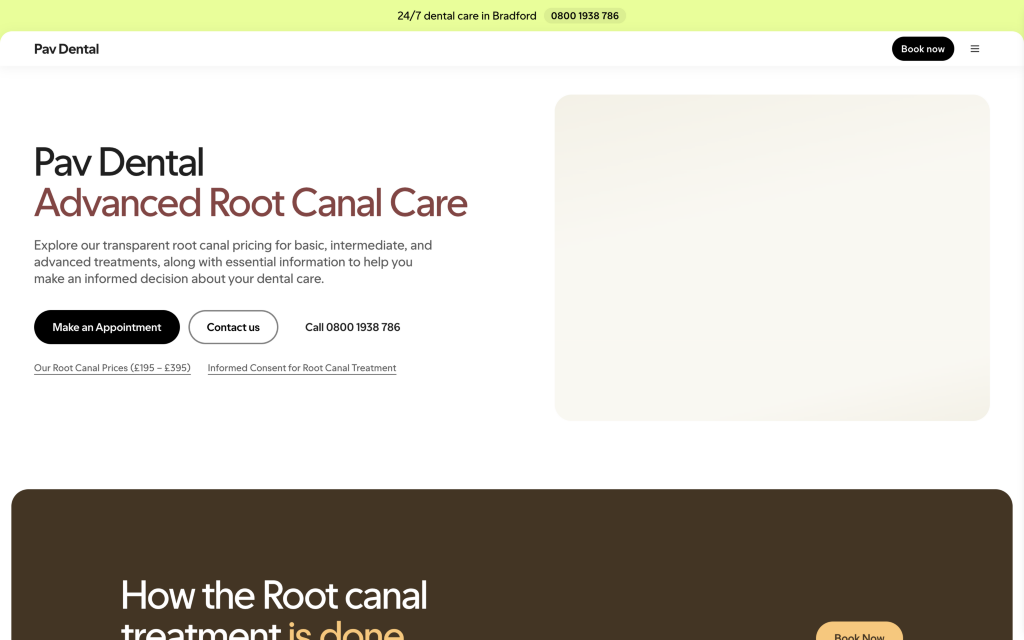 24/7 dental care in Bradford 0800 1938 786
Pav Dental
Book now
Pav Dental
Advanced Root Canal Care
Explore our transparent root canal pricing for basic, intermediate, and
advanced treatments, along with essential information to help you
make an informed decision about your dental care.
Make an Appointment
Contact us
Call 0800 1938 786
Our Root Canal Prices (£195 – £395)
Informed Consent for Root Canal Treatment
How the Root canal
treatment is done
Book Now